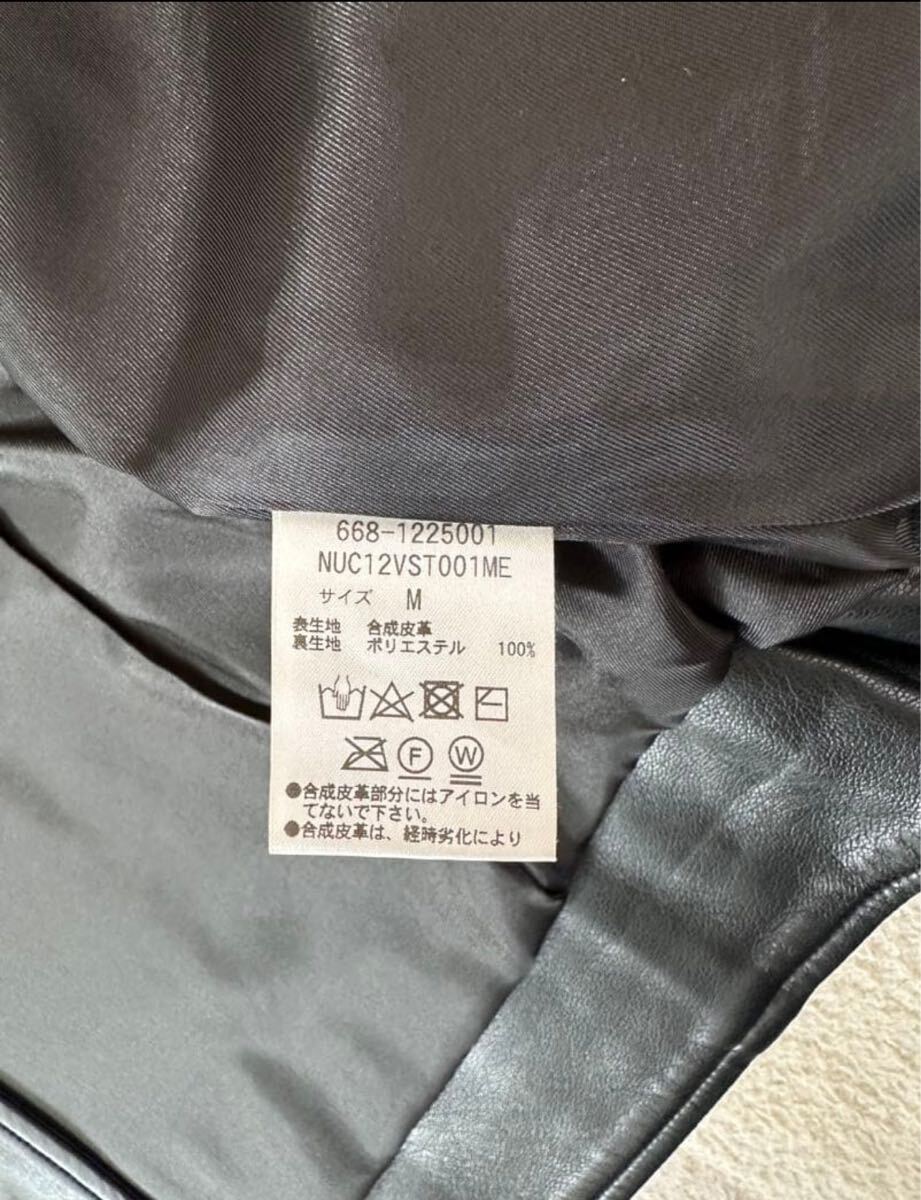 668-1225001
NUC12VST001ME
サイズ M
表生地 合成皮革
裏生地 ポリエステル 100%
F W
●合成皮革部分にはアイロンを当
てないで下さい。
●合成皮革は、経時劣化により